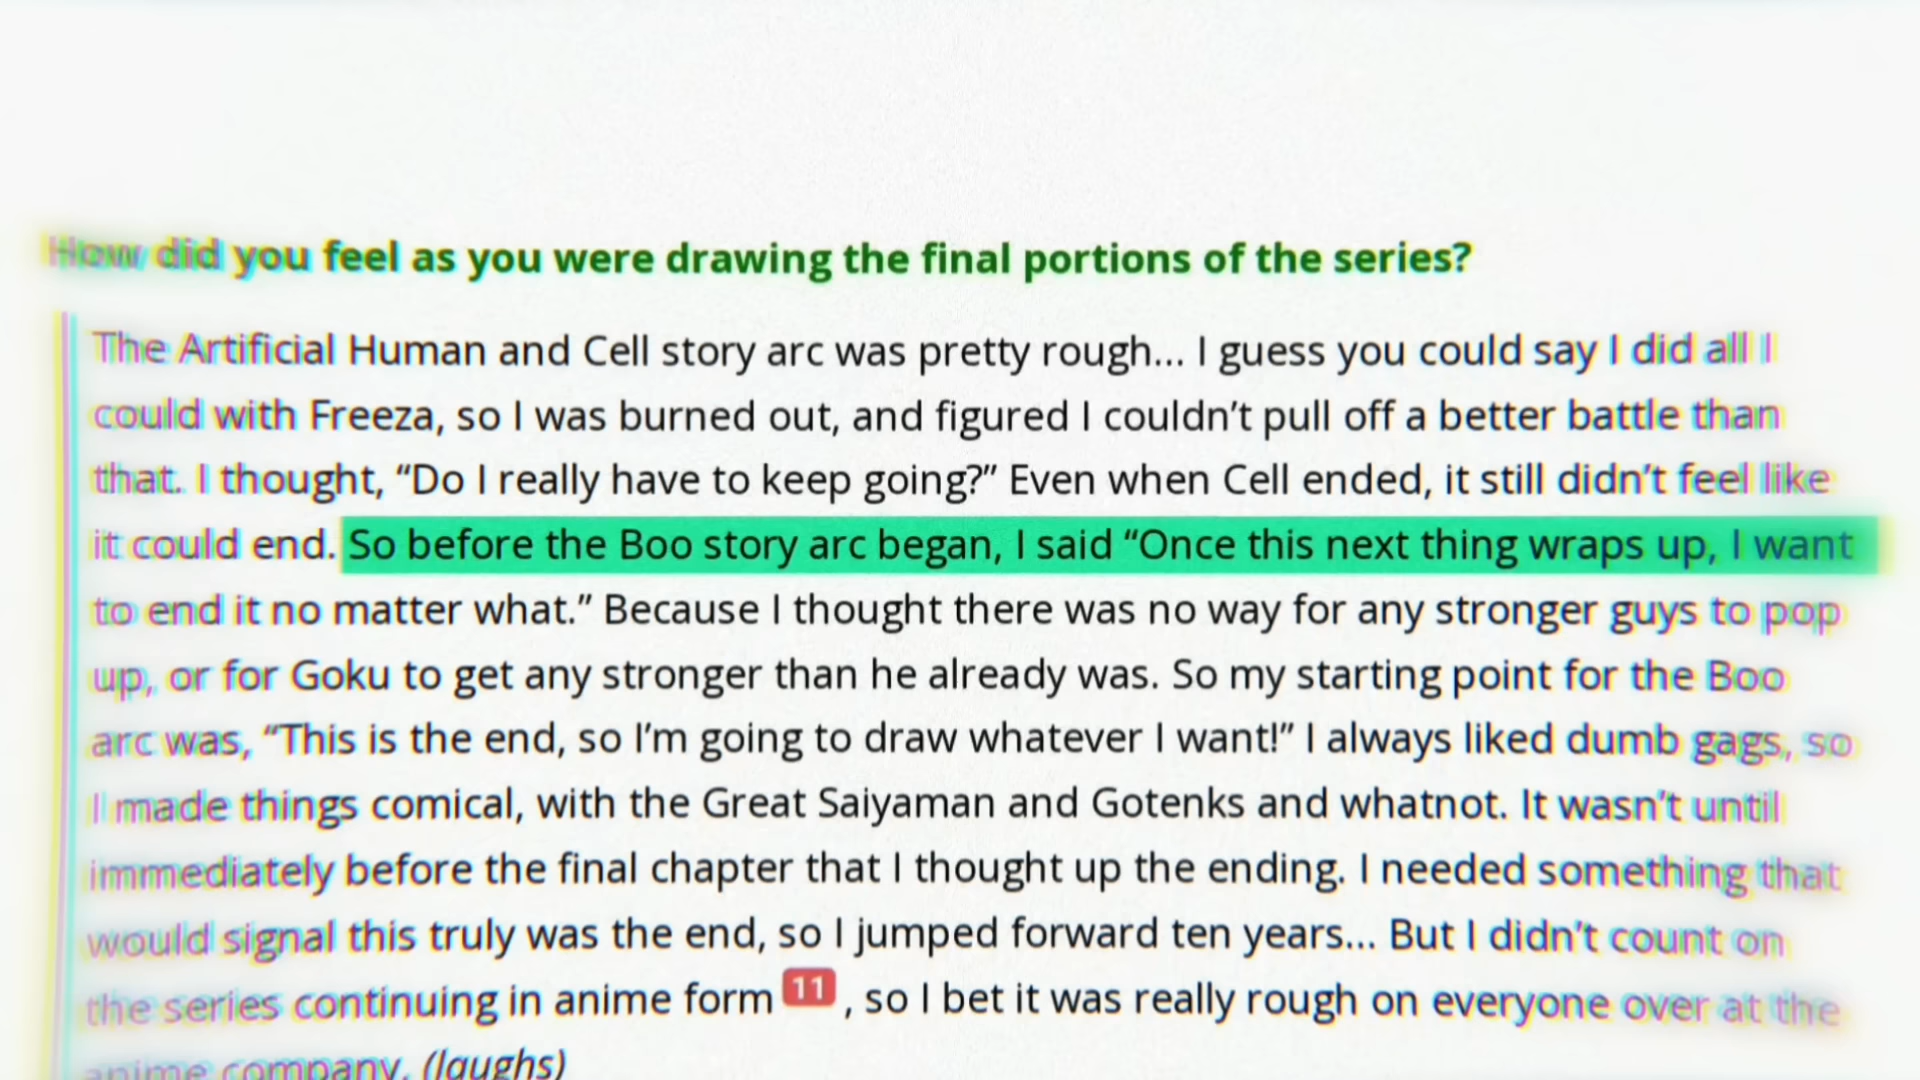 How did you feel as you were drawing the final portions of the series?
The Artificial Human and Cell story arc was pretty rough... I guess you could say I did all I
could with Freeza, so I was burned out, and figured I couldn’t pull off a better battle than
that. I thought, “Do I really have to keep going?” Even when Cell ended, it still didn’t feel like
it could end. So before the Boo story arc began, I said “Once this next thing wraps up, I want
to end it no matter what.” Because I thought there was no way for any stronger guys to pop
up, or for Goku to get any stronger than he already was. So my starting point for the Boo
arc was, “This is the end, so I’m going to draw whatever I want!” I always liked dumb gags, so
I made things comical, with the Great Saiyaman and Gotenks and whatnot. It wasn’t until
immediately before the final chapter that I thought up the ending. I needed something that
would signal this truly was the end, so I jumped forward ten years... But I didn’t count on
the series continuing in anime form 11 , so I bet it was really rough on everyone over at the
anime company. (laughs)